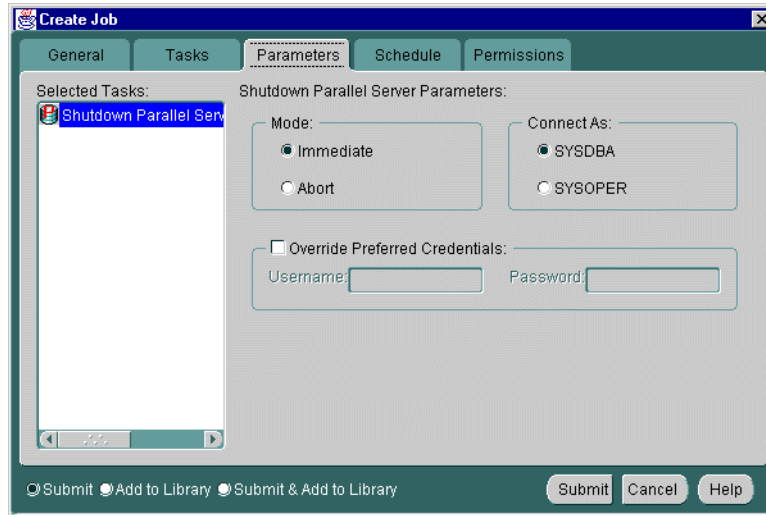 Create Job
General Tasks Parameters Schedule Permissions
Selected Tasks:
Shutdown Parallel Serv
Shutdown Parallel Server Parameters:
Mode:
Immediate
Abort
Connect As:
SYSDBA
SYSOPER
Override Preferred Credentials:
Username: Password:
Submit Add to Library Submit & Add to Library
Submit Cancel Help